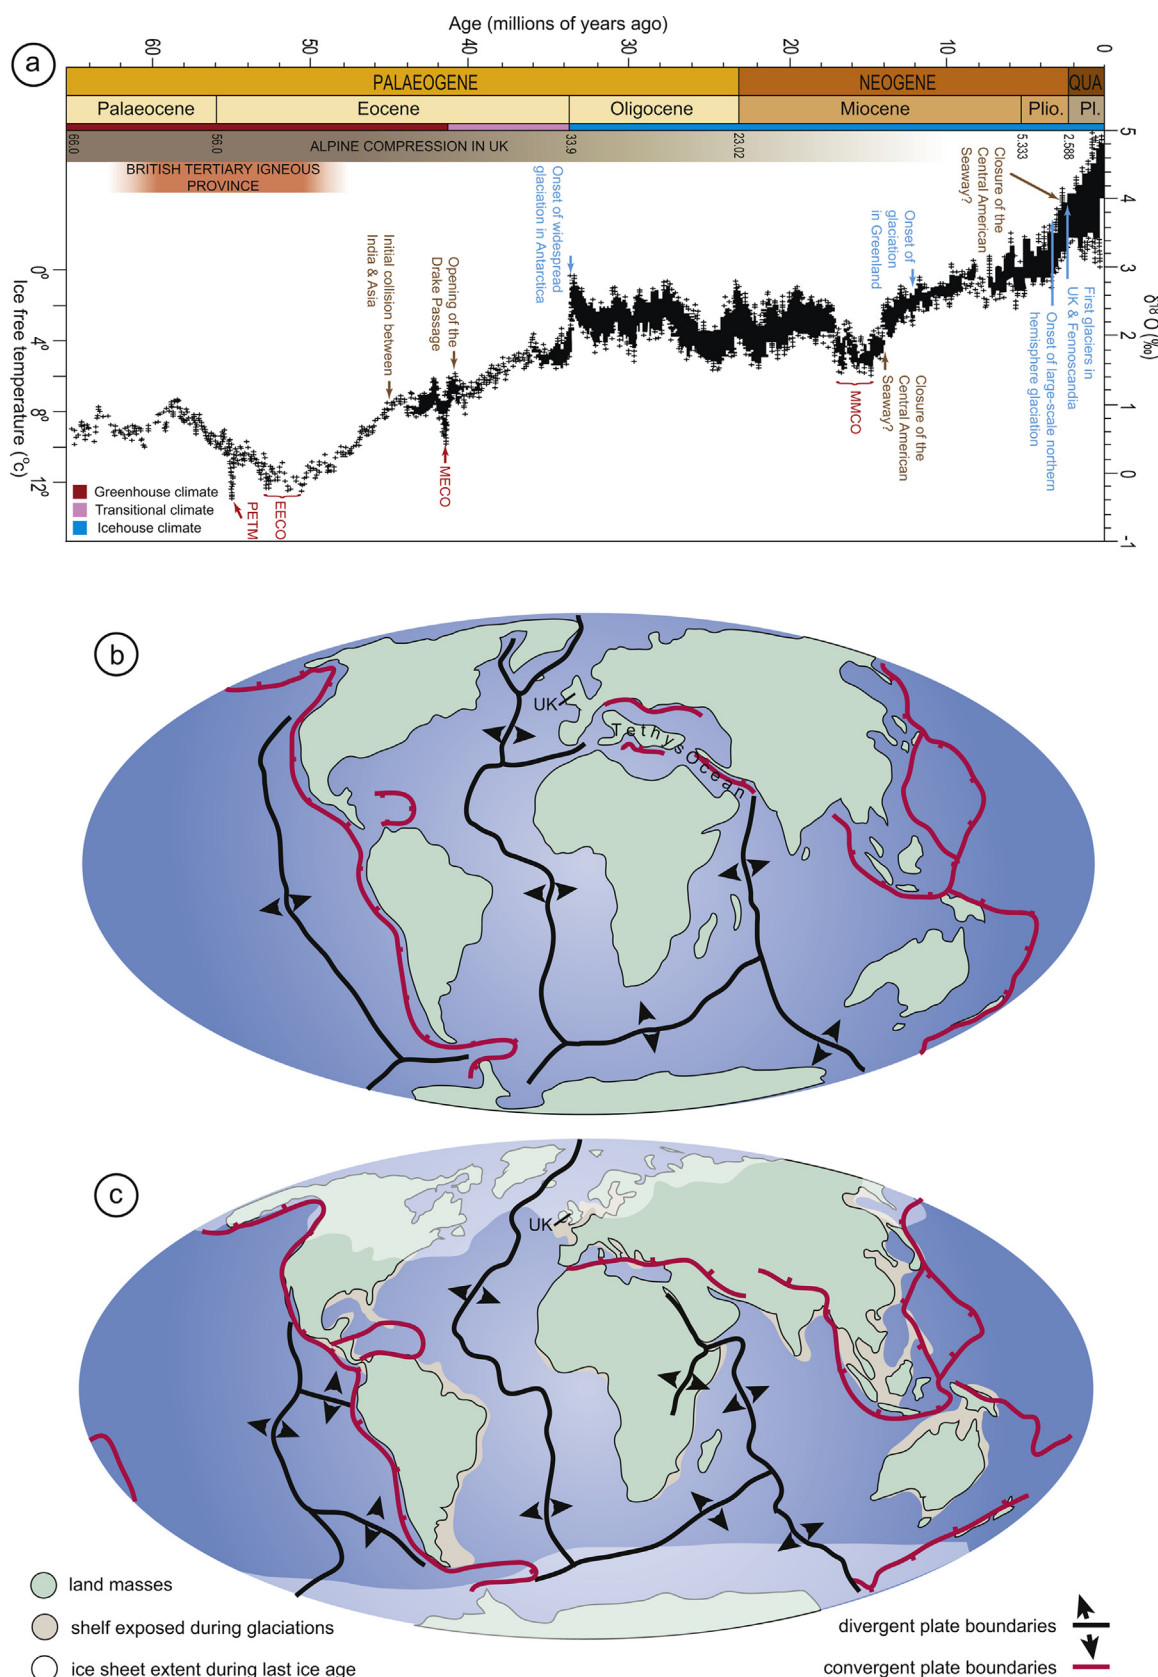 Age (millions of years ago)
a
60
50
40
30
20
10
0
PALAEOGENE
NEOGENE
QUA
Palaeocene
Eocene
Oligocene
Miocene
Plio.
Pl.
66.0
56.0
33.9
23.02
5.333
2.588
ALPINE COMPRESSION IN UK
BRITISH TERTIARY IGNEOUS
PROVINCE
Initial collision between
India & Asia
Opening of the
Drake Passage
Onset of widespread
glaciation in Antarctica
Onset of
glaciation
in Greenland
Closure of the
Central American
Seaway?
Closure of the
Central American
Seaway?
First glaciers in
UK & Fennoscandia
Onset of large-scale northern
hemisphere glaciation
MMCO
MECO
EECO
PETM
5
4
3
2
1
0
-1
δ18O (‰)
0°
4°
8°
12°
Ice free temperature (°c)
Greenhouse climate
Transitional climate
Icehouse climate
b
UK
Tethys Ocean
c
UK
land masses
shelf exposed during glaciations
ice sheet extent during last ice age
divergent plate boundaries
convergent plate boundaries